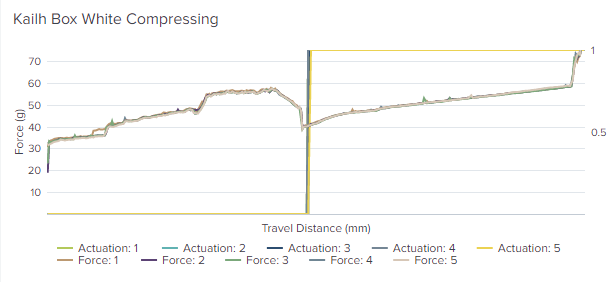 Kailh Box White Compressing
70
60
50
40
30
20
10
Force (g)
1
0.5
Travel Distance (mm)
Actuation: 1 Actuation: 2 Actuation: 3 Actuation: 4 Actuation: 5
Force: 1 Force: 2 Force: 3 Force: 4 Force: 5